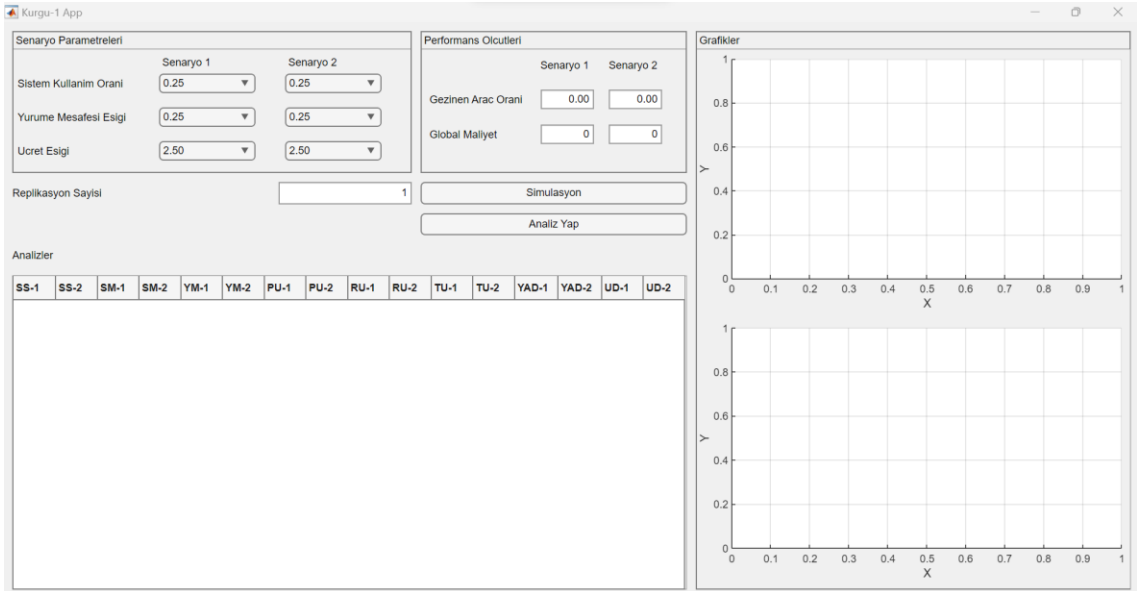 Kurgu-1 App
Senaryo Parametreleri
Senaryo 1 Senaryo 2
Sistem Kullanim Orani 0.25 0.25
Yurume Mesafesi Esigi 0.25 0.25
Ucret Esigi 2.50 2.50
Performans Olcutleri
Senaryo 1 Senaryo 2
Gezinen Arac Orani 0.00 0.00
Global Maliyet 0 0
Replikasyon Sayisi 1
Simulasyon
Analiz Yap
Analizler
SS-1 SS-2 SM-1 SM-2 YM-1 YM-2 PU-1 PU-2 RU-1 RU-2 TU-1 TU-2 YAD-1 YAD-2 UD-1 UD-2
Grafikler
1
0.8
0.6
Y
0.4
0.2
0
0 0.1 0.2 0.3 0.4 0.5 0.6 0.7 0.8 0.9 1
X
1
0.8
0.6
Y
0.4
0.2
0
0 0.1 0.2 0.3 0.4 0.5 0.6 0.7 0.8 0.9 1
X